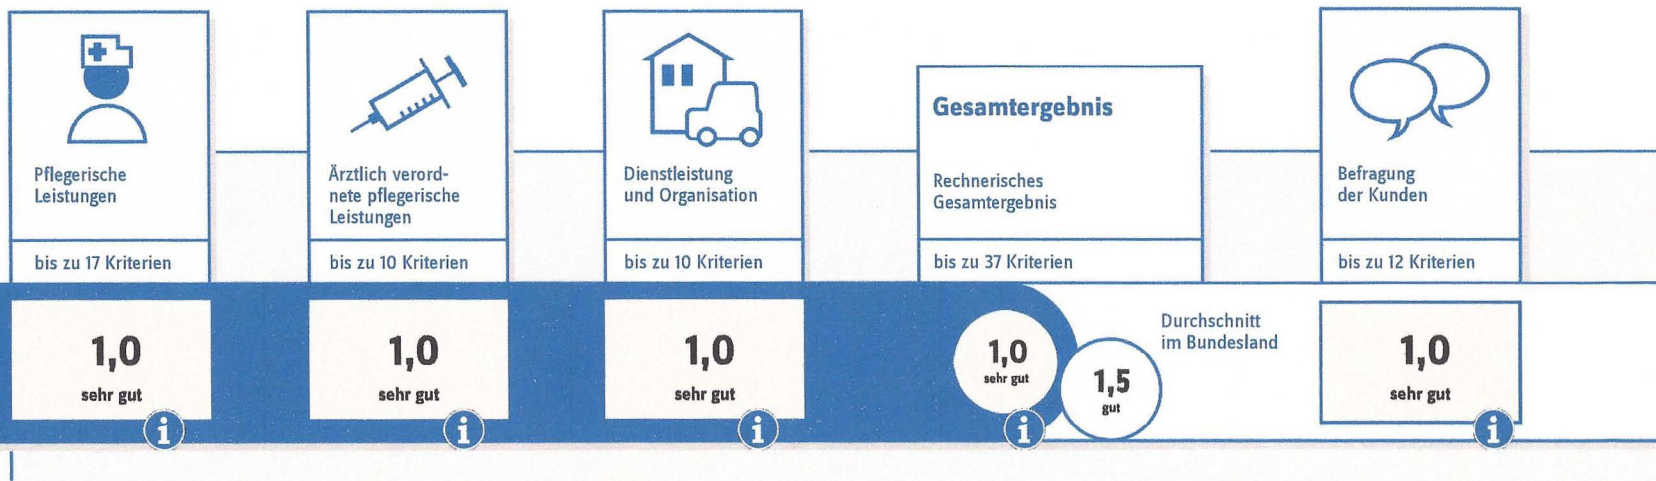 Pflegerische
Leistungen
bis zu 17 Kriterien
1,0
sehr gut
i
Ärztlich verord-
nete pflegerische
Leistungen
bis zu 10 Kriterien
1,0
sehr gut
i
Dienstleistung
und Organisation
bis zu 10 Kriterien
1,0
sehr gut
i
Gesamtergebnis
Rechnerisches
Gesamtergebnis
bis zu 37 Kriterien
1,0
sehr gut
i
1,5
gut
Durchschnitt
im Bundesland
Befragung
der Kunden
bis zu 12 Kriterien
1,0
sehr gut
i